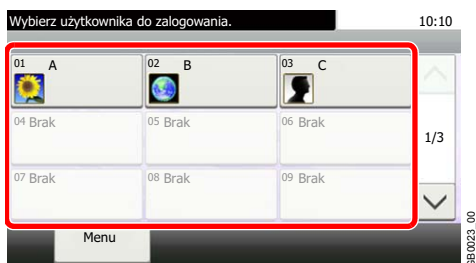 Wybierz użytkownika do zalogowania. 10:10
01 A 02 B 03 C
04 Brak 05 Brak 06 Brak
1/3
07 Brak 08 Brak 09 Brak
Menu